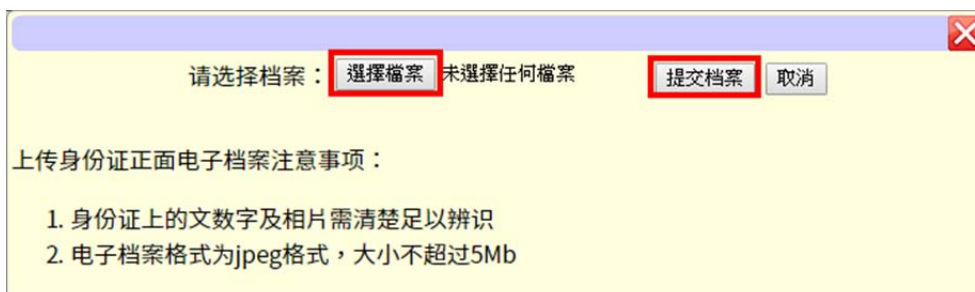 请选择档案： 選擇檔案 未選擇任何檔案 提交档案 取消
上传身份证正面电子档案注意事项：
1. 身份证上的文数字及相片需清楚足以辨识
2. 电子档案格式为jpeg格式，大小不超过5Mb